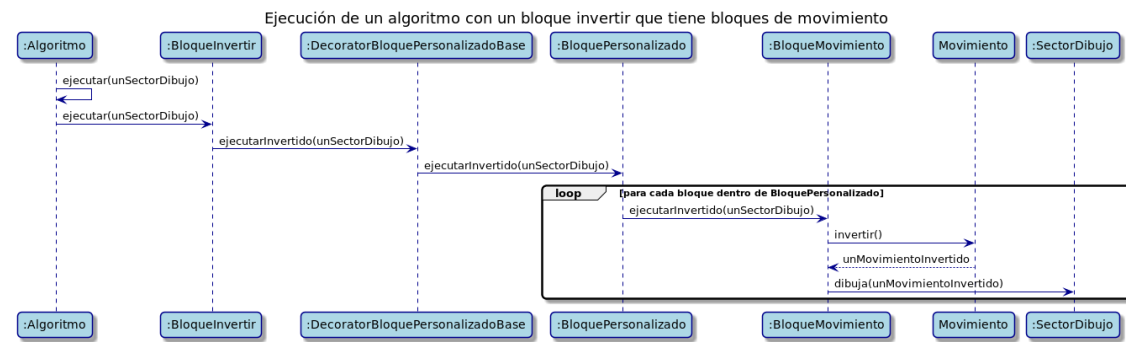 Ejecución de un algoritmo con un bloque invertir que tiene bloques de movimiento
:Algoritmo :BloqueInvertir :DecoratorBloquePersonalizadoBase :BloquePersonalizado :BloqueMovimiento Movimiento :SectorDibujo
ejecutar(unSectorDibujo)
ejecutar(unSectorDibujo)
ejecutarInvertido(unSectorDibujo)
ejecutarInvertido(unSectorDibujo)
loop [para cada bloque dentro de BloquePersonalizado]
ejecutarInvertido(unSectorDibujo)
invertir()
unMovimientoInvertido
dibuja(unMovimientoInvertido)
:Algoritmo :BloqueInvertir :DecoratorBloquePersonalizadoBase :BloquePersonalizado :BloqueMovimiento Movimiento :SectorDibujo